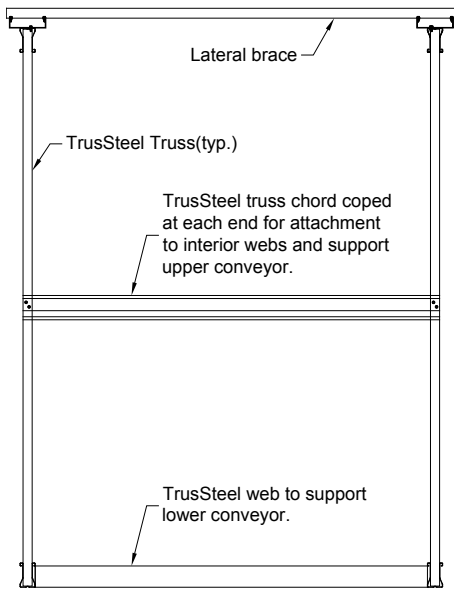 Lateral brace
TrusSteel Truss(typ.)
TrusSteel truss chord coped
at each end for attachment
to interior webs and support
upper conveyor.
TrusSteel web to support
lower conveyor.